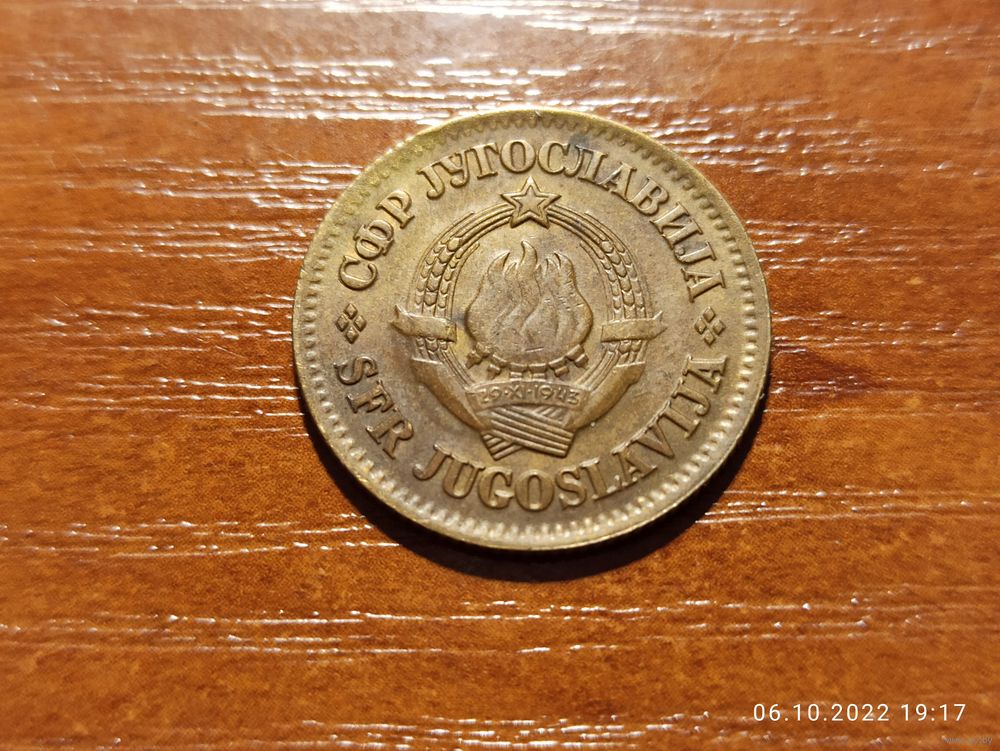 СФР ЈУГОСЛАВИЈА
29·XI·1943
SFR JUGOSLAVIJA
06.10.2022 19:17